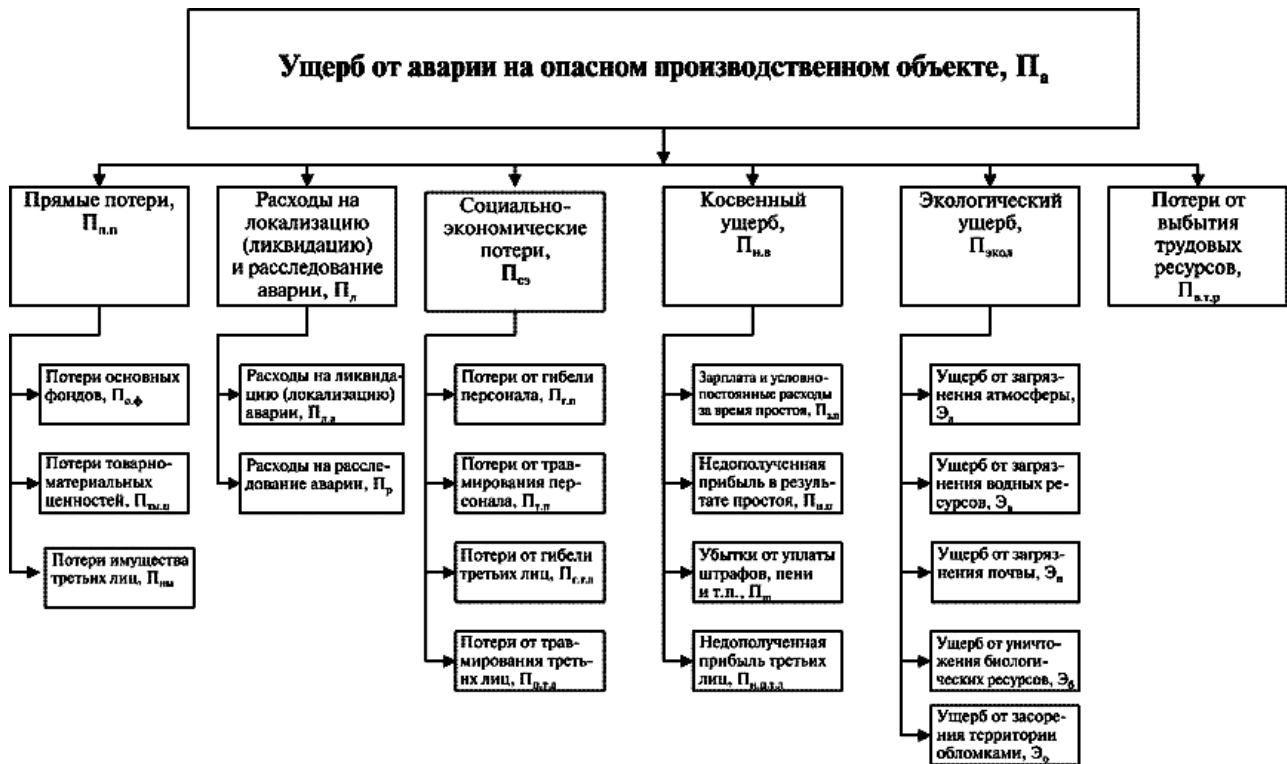 Ущерб от аварии на опасном производственном объекте, Па
Прямые потери,
Пп.п
Расходы на
локализацию
(ликвидацию)
и расследование
аварии, Пл
Социально-
экономические
потери,
Псэ
Косвенный
ущерб,
Пн.в
Экологический
ущерб,
Пэкол
Потери от
выбытия
трудовых
ресурсов,
Пв.т.р
Потери основных
фондов, По.ф
Потери товарно-
материальных
ценностей, Птм.ц
Потери имущества
третьих лиц, Пим
Расходы на ликвида-
цию (локализацию)
аварии, Пл.а
Расходы на рассле-
дование аварии, Пр
Потери от гибели
персонала, Пг.п
Потери от трав-
мирования пер-
сонала, Пт.п
Потери от гибели
третьих лиц, Пг.т.л
Потери от трав-
мирования треть-
их лиц,
Зарплата и условно-
постоянные расходы
за время простоя, Пз.п
Недополученная
прибыль в резуль-
тате простоя, Пн.п
Убытки от уплаты
штрафов, пени
и т.п., Пш
Недополученная
прибыль третьих
лиц, Пн.п.т.л
Ущерб от загряз-
нения атмосферы,
Эа
Ущерб от загряз-
нения водных ре-
сурсов, Эв
Ущерб от загряз-
нения почвы, Эп
Ущерб от уничто-
жения биологи-
ческих ресурсов, Эб
Ущерб от засоре-
ния территории
обломками, Эо